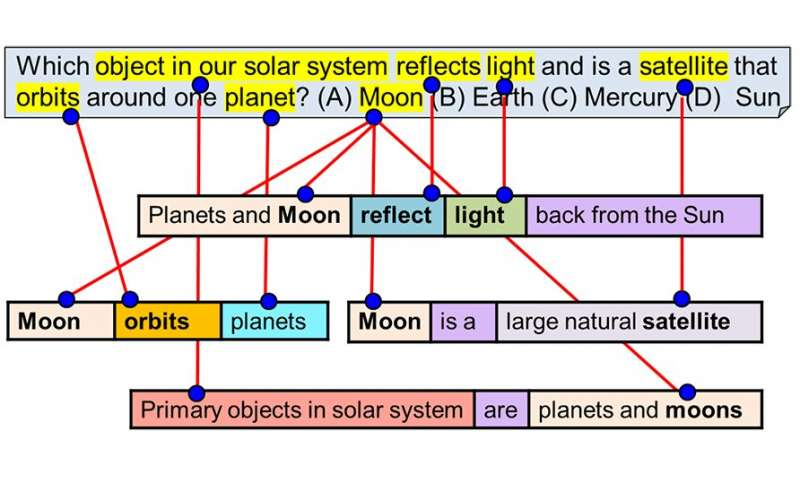 Which object in our solar system reflects light and is a satellite that
orbits around one planet? (A) Moon (B) Earth (C) Mercury (D) Sun
Planets and Moon reflect light back from the Sun
Moon orbits planets
Moon is a large natural satellite
Primary objects in solar system are planets and moons